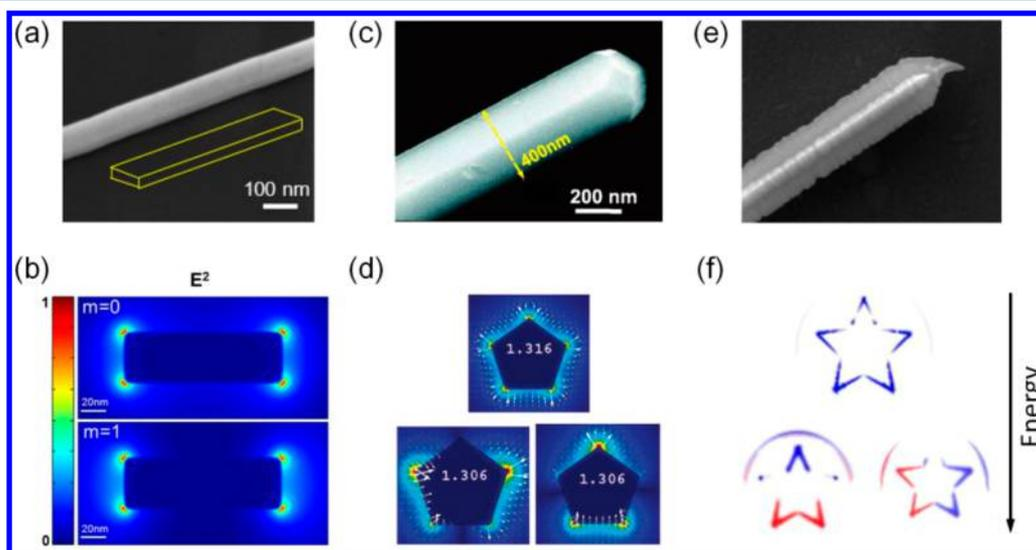 (a)
(c)
(e)
100 nm
400nm
200 nm
(b)
E²
(d)
(f)
1
m=0
20nm
m=1
20nm
0
1.316
1.306
1.306
Energy